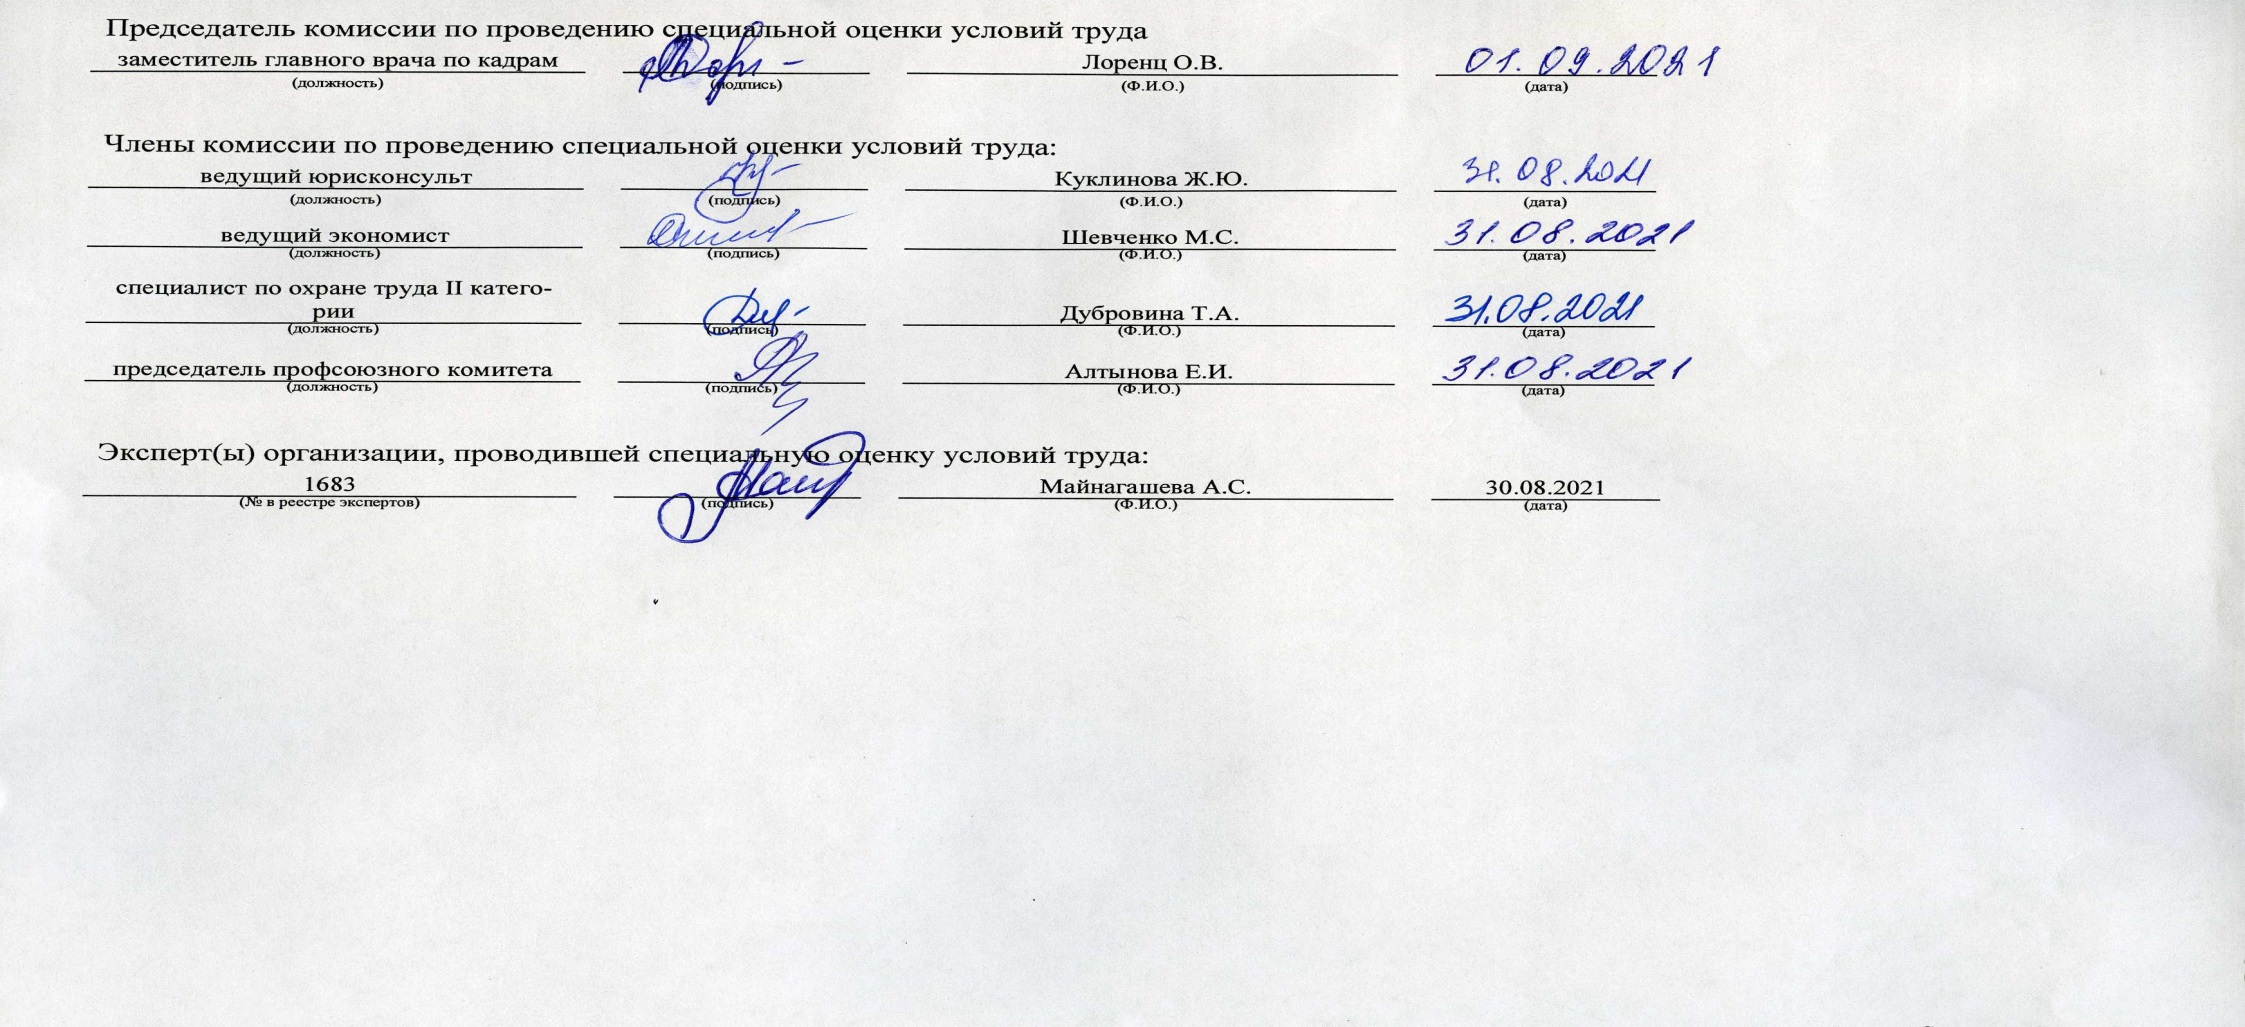 Председатель комиссии по проведению специальной оценки условий труда
заместитель главного врача по кадрам Лоренц О.В. 01.09.2021
(должность) (подпись) (Ф.И.О.) (дата)
Члены комиссии по проведению специальной оценки условий труда:
ведущий юрисконсульт Куклинова Ж.Ю. 31.08.2021
(должность) (подпись) (Ф.И.О.) (дата)
ведущий экономист Шевченко М.С. 31.08.2021
(должность) (подпись) (Ф.И.О.) (дата)
специалист по охране труда II катего-
рии Дубровина Т.А. 31.08.2021
(должность) (подпись) (Ф.И.О.) (дата)
председатель профсоюзного комитета Алтынова Е.И. 31.08.2021
(должность) (подпись) (Ф.И.О.) (дата)
Эксперт(ы) организации, проводившей специальную оценку условий труда:
1683 Майнагашева А.С. 30.08.2021
(№ в реестре экспертов) (подпись) (Ф.И.О.) (дата)